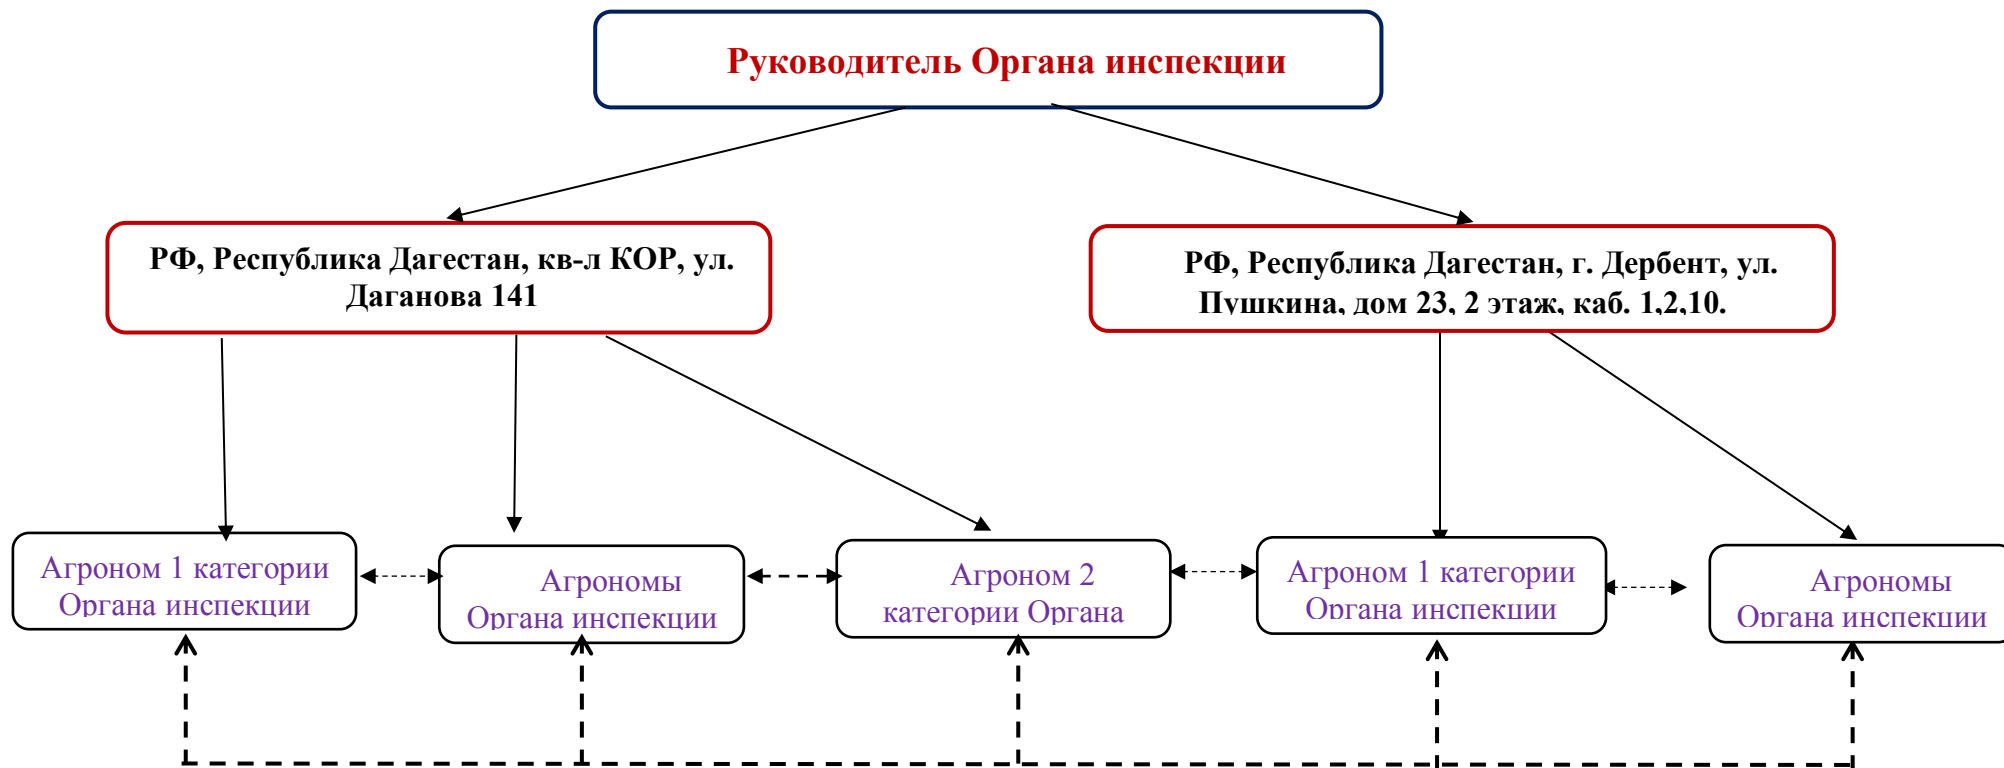 Руководитель Органа инспекции
РФ, Республика Дагестан, кв-л КОР, ул.
Даганова 141
РФ, Республика Дагестан, г. Дербент, ул.
Пушкина, дом 23, 2 этаж, каб. 1,2,10.
Агроном 1 категории
Органа инспекции
Агрономы
Органа инспекции
Агроном 2
категории Органа
Агроном 1 категории
Органа инспекции
Агрономы
Органа инспекции